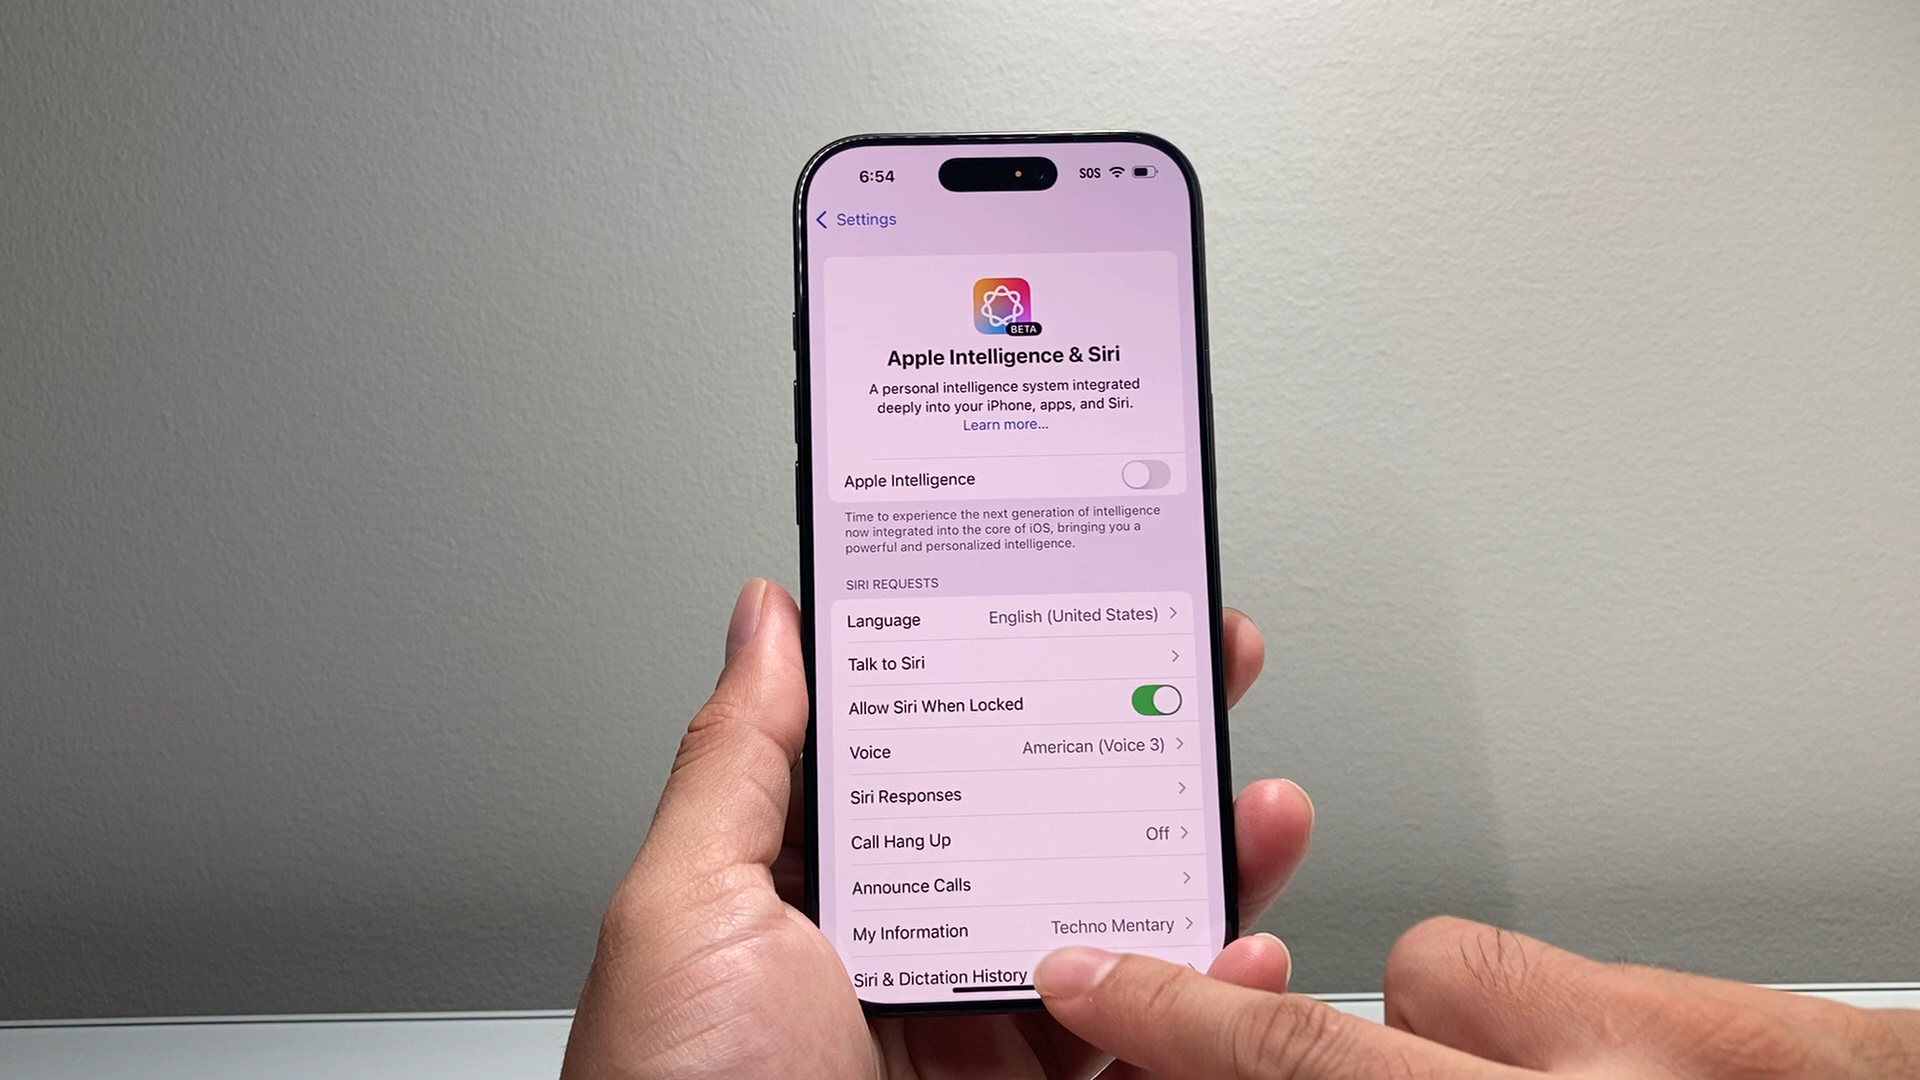 6:54
SOS
Settings
BETA
Apple Intelligence & Siri
A personal intelligence system integrated
deeply into your iPhone, apps, and Siri.
Learn more...
Apple Intelligence
Time to experience the next generation of intelligence
now integrated into the core of iOS, bringing you a
powerful and personalized intelligence.
SIRI REQUESTS
Language English (United States)
Talk to Siri
Allow Siri When Locked
Voice American (Voice 3)
Siri Responses
Call Hang Up Off
Announce Calls
My Information Techno Mentary
Siri & Dictation History